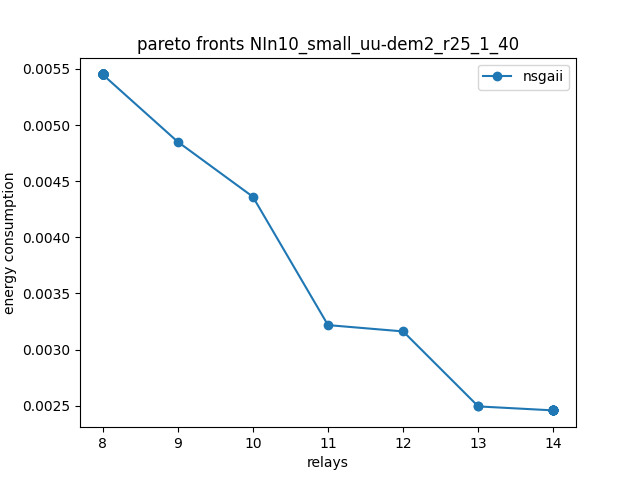 pareto fronts NIn10_small_uu-dem2_r25_1_40
nsgaii
0.0055
0.0050
0.0045
0.0040
0.0035
0.0030
0.0025
energy consumption
8 9 10 11 12 13 14
relays